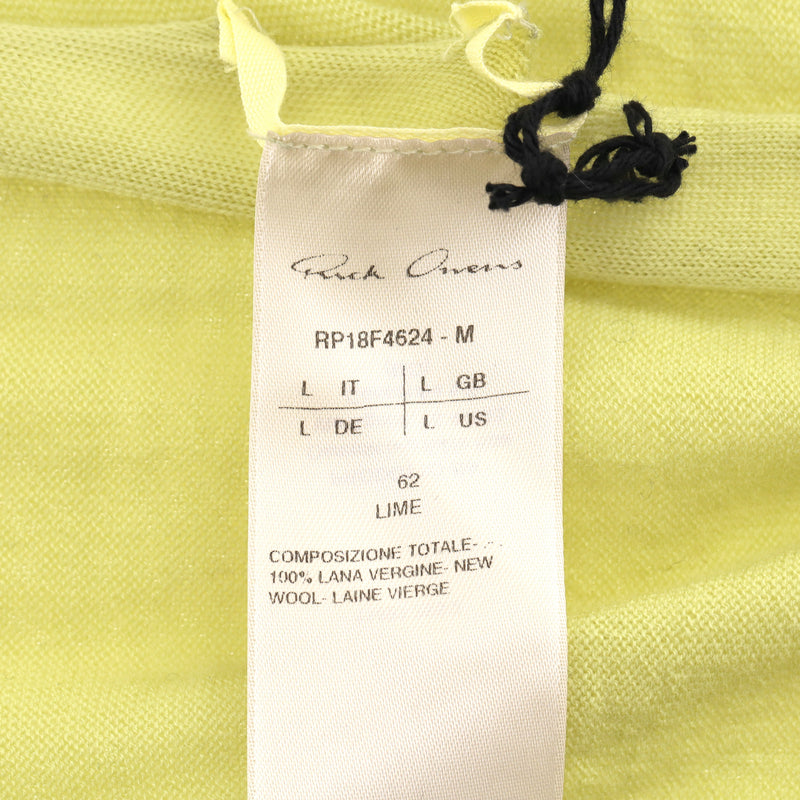 Rick Owens
RP18F4624 - M
L IT L GB
L DE L US
62
LIME
COMPOSIZIONE TOTALE-
100% LANA VERGINE- NEW
WOOL- LAINE VIERGE